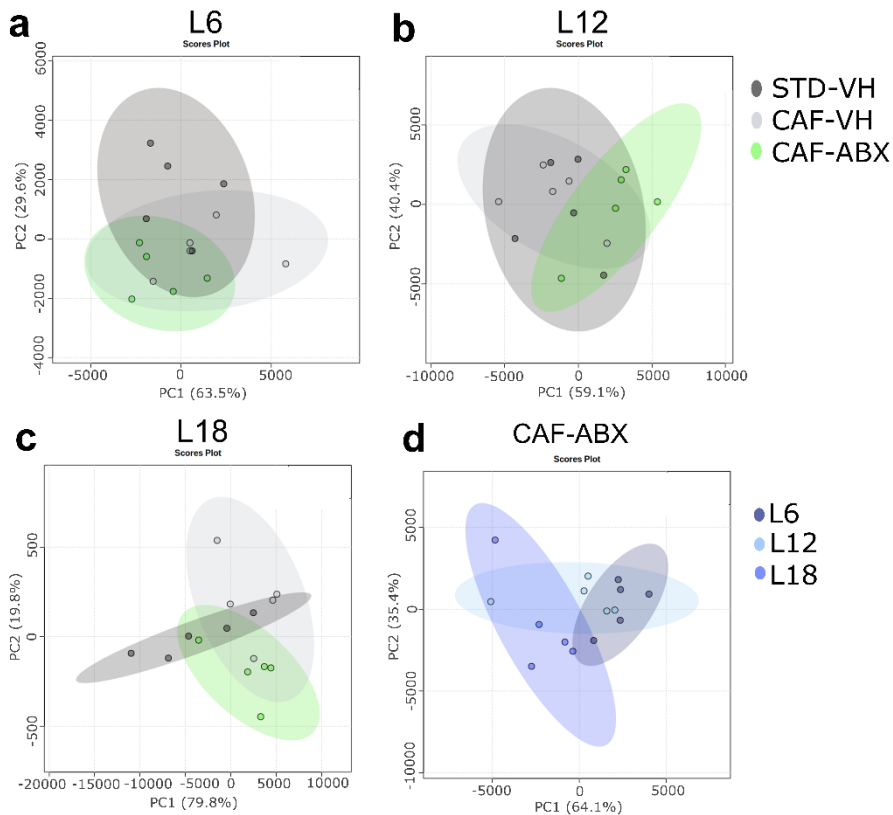 a
L6
Scores Plot
6000
4000
2000
0
-2000
-4000
PC2 (29.6%)
-5000
0
5000
PC1 (63.5%)
b
L12
Scores Plot
5000
0
-5000
PC2 (40.4%)
-10000
-5000
0
5000
10000
PC1 (59.1%)
STD-VH
CAF-VH
CAF-ABX
c
L18
Scores Plot
500
0
-500
PC2 (19.8%)
-20000
-15000
-10000
-5000
0
5000
10000
PC1 (79.8%)
d
CAF-ABX
Scores Plot
5000
0
-5000
-10000
PC2 (35.4%)
-5000
0
5000
PC1 (64.1%)
L6
L12
L18